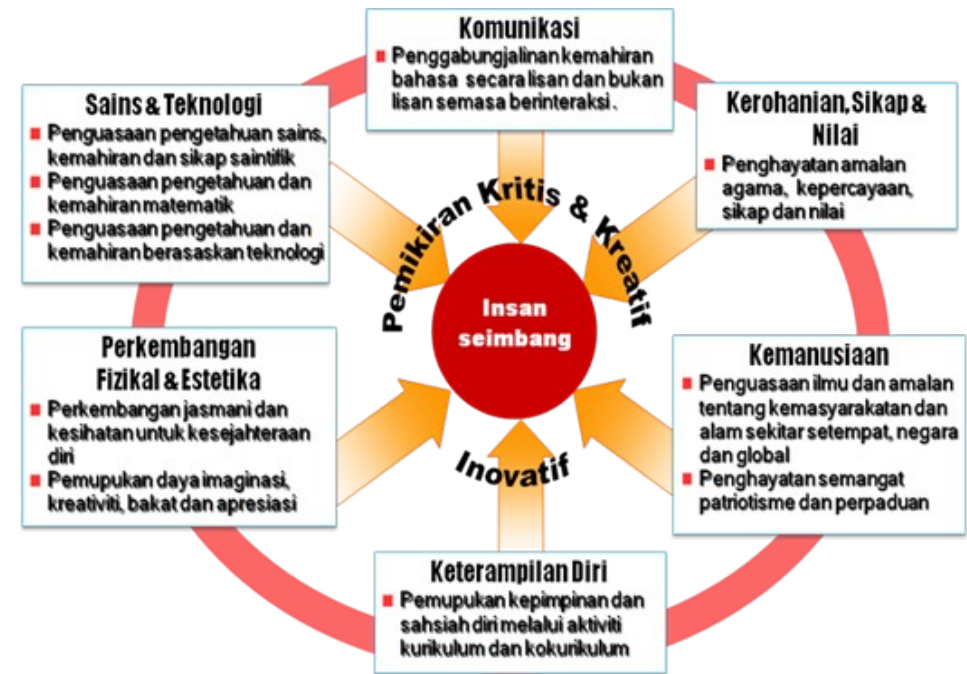 Komunikasi
Penggabungjalinan kemahiran
bahasa secara lisan dan bukan
lisan semasa berinteraksi.
Kerohanian, Sikap &
Nilai
Penghayatan amalan
agama, kepercayaan,
sikap dan nilai
Kemanusiaan
Penguasaan ilmu dan amalan
tentang kemasyarakatan dan
alam sekitar setempat, negara
dan global
Penghayatan semangat
patriotisme dan perpaduan
Keterampilan Diri
Pemupukan kepimpinan dan
sahsiah diri melalui aktiviti
kurikulum dan kokurikulum
Perkembangan
Fizikal & Estetika
Perkembangan jasmani dan
kesihatan untuk kesejahteraan
diri
Pemupukan daya imaginasi,
kreativiti, bakat dan apresiasi
Sains & Teknologi
Penguasaan pengetahuan sains,
kemahiran dan sikap saintifik
Penguasaan pengetahuan dan
kemahiran matematik
Penguasaan pengetahuan dan
kemahiran berasaskan teknologi
Pemikiran Kritis & Kreatif
Insan
seimbang
Inovatif